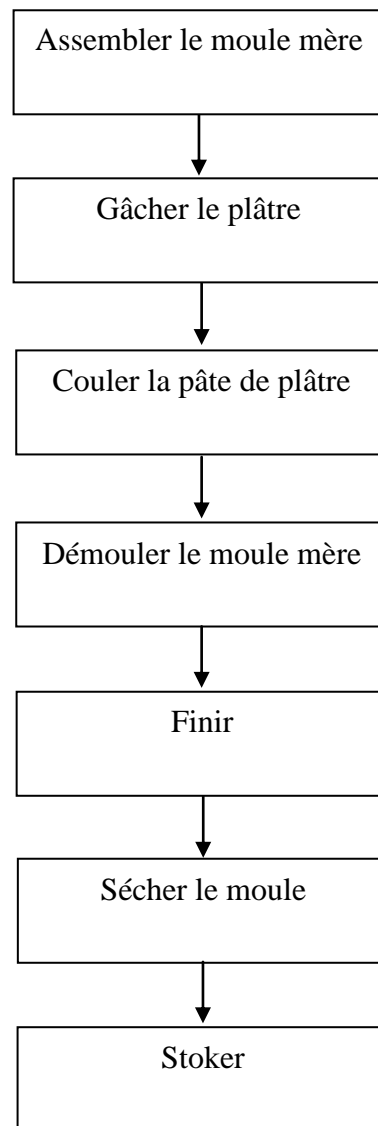 Assembler le moule mère
Gâcher le plâtre
Couler la pâte de plâtre
Démouler le moule mère
Finir
Sécher le moule
Stoker